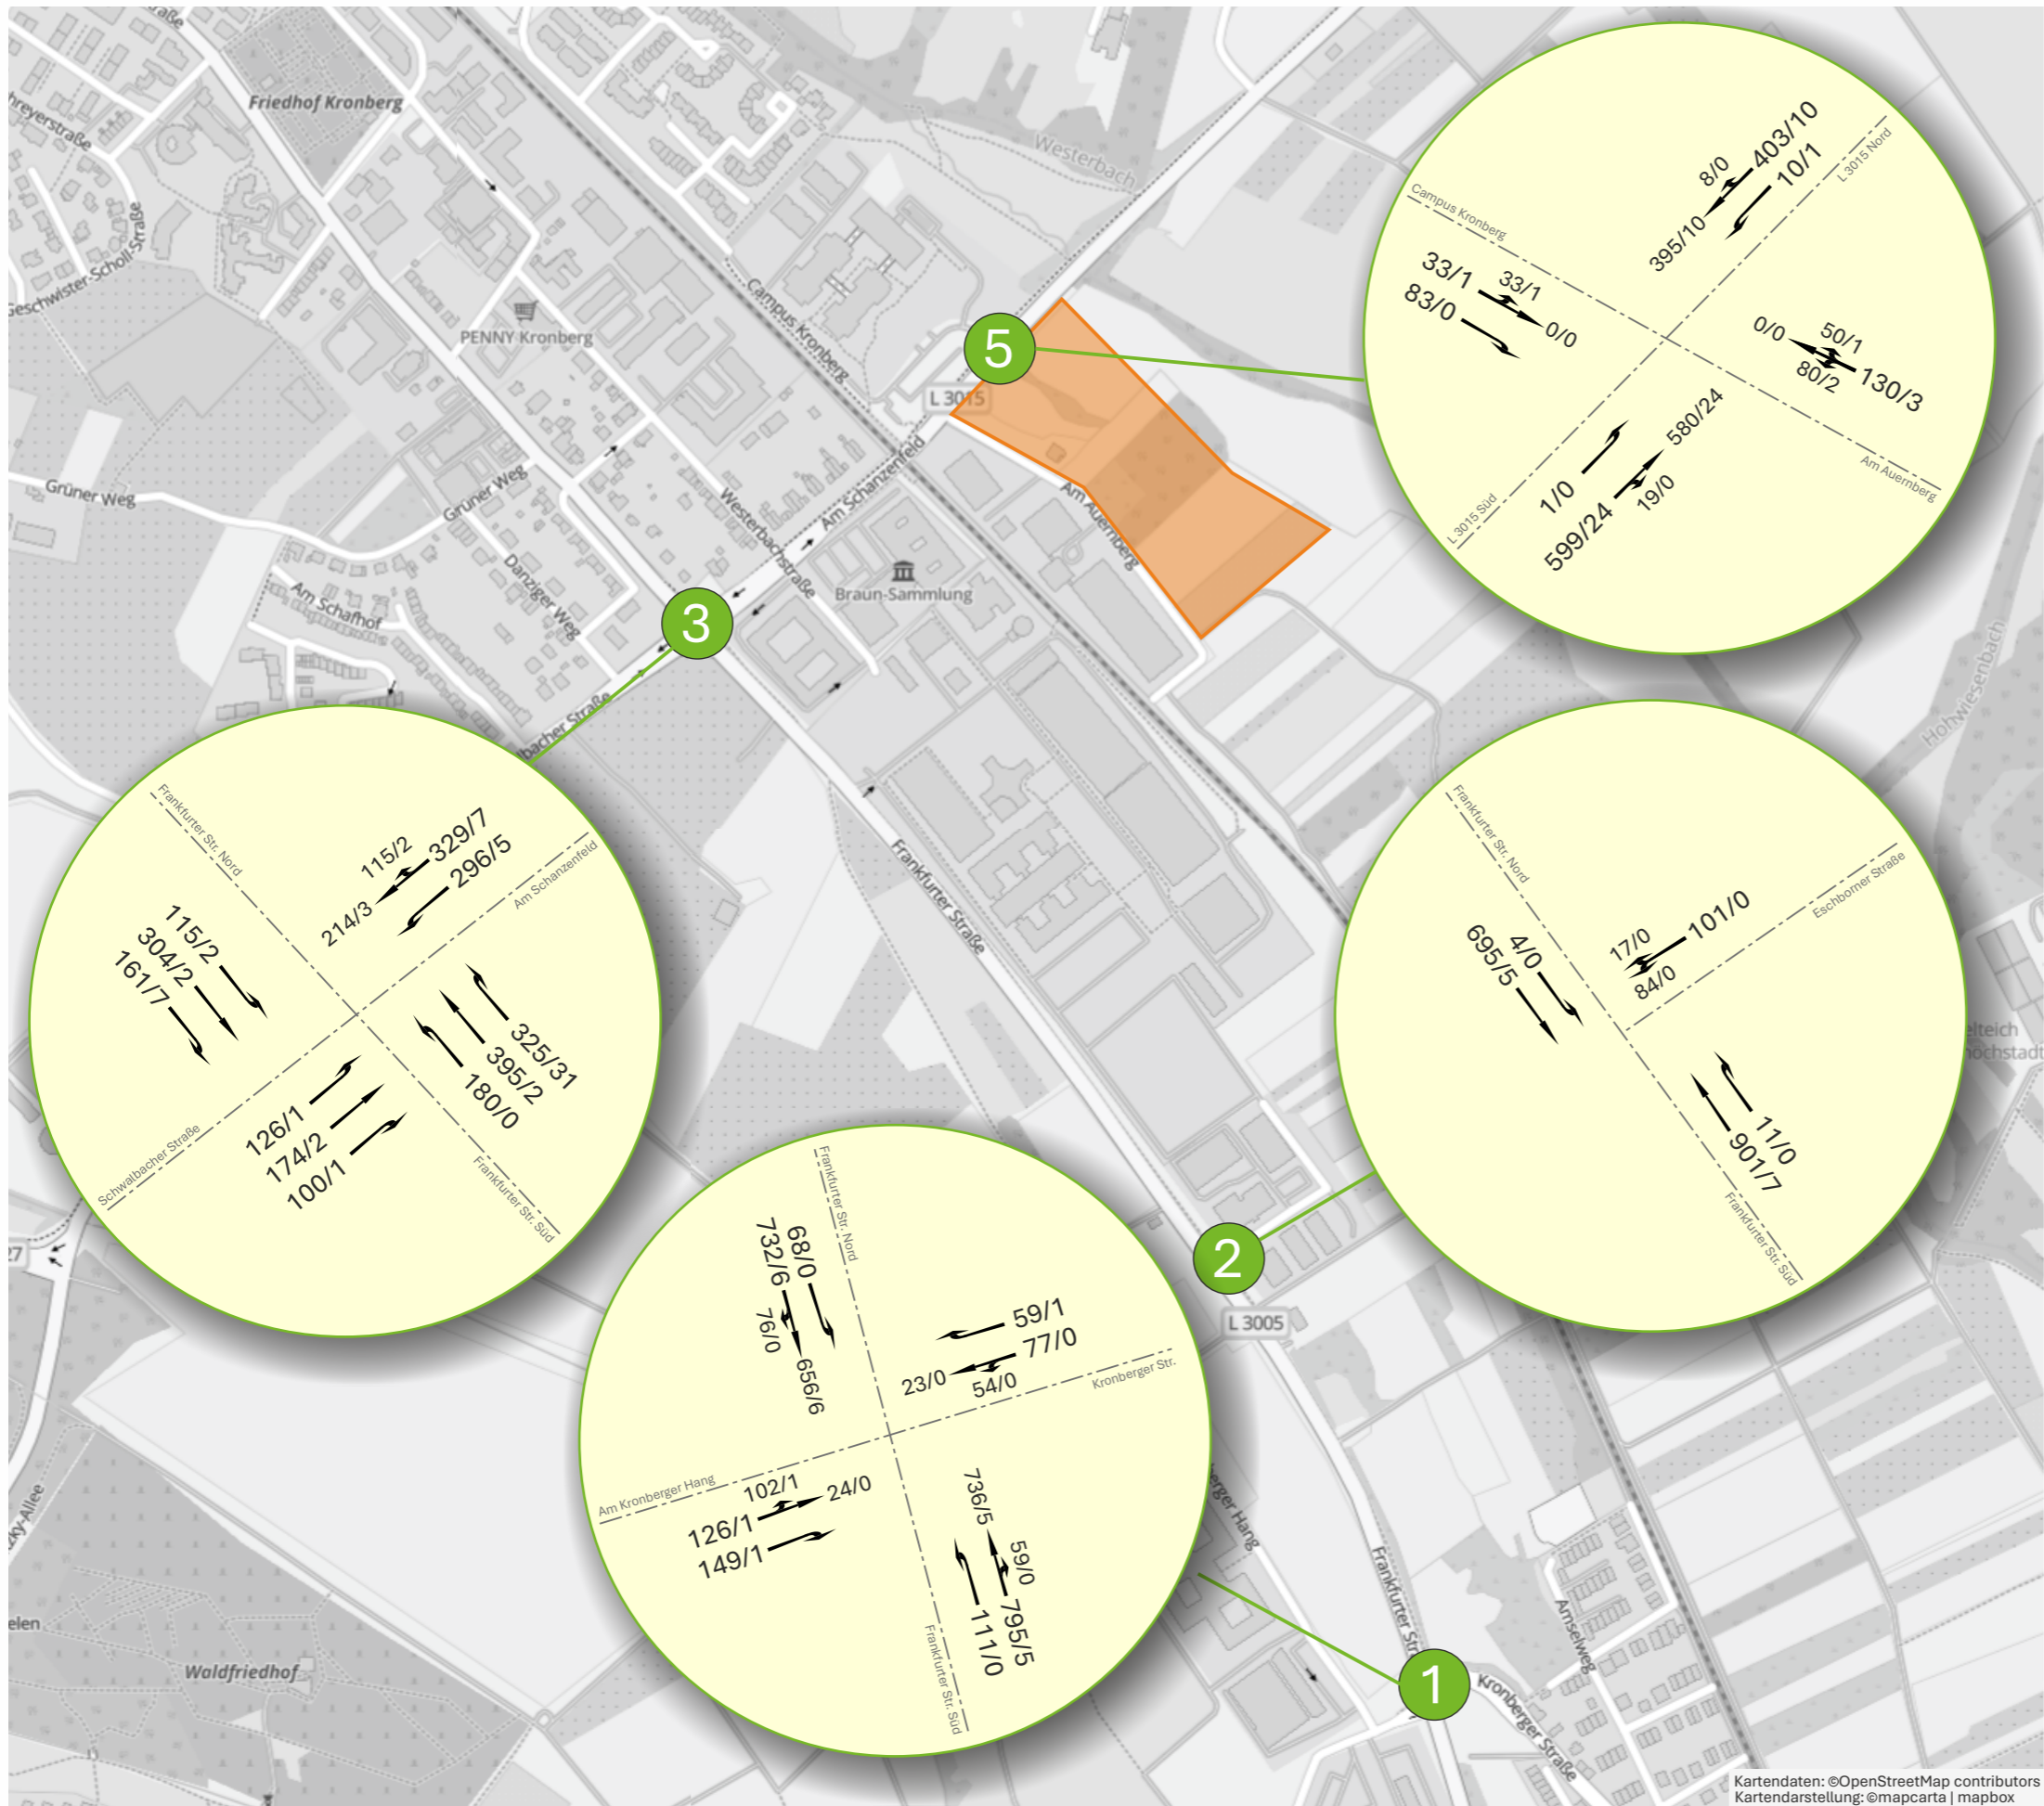 Friedhof Kronberg
Westerbach
Geschwister-Scholl-Straße
PENNY Kronberg
Campus Kronberg
5
L 3015
Am Schanzenfeld
Am Auernberg
Grüner Weg
Grüner Weg
Westerbachstraße
Danziger Weg
Am Schafhof
Braun-Sammlung
3
Hohwiesenbach
Frankfurter Straße
2
L 3005
1
Kronberger Straße
Amselweg
Waldfriedhof
Campus Kronberg
L 3015 Nord
Am Auernberg
L 3015 Süd
8/0
403/10
10/1
395/10
33/1
33/1
83/0
0/0
0/0
50/1
80/2
130/3
1/0
599/24
19/0
580/24
Frankfurter Str. Nord
Am Schanzenfeld
Schwalbacher Straße
Frankfurter Str. Süd
115/2
329/7
296/5
214/3
115/2
304/2
161/7
325/31
395/2
180/0
126/1
174/2
100/1
Frankfurter Str. Nord
Eschborner Straße
Frankfurter Str. Süd
17/0
101/0
84/0
4/0
695/5
11/0
901/7
Frankfurter Str. Nord
Kronberger Str.
Am Kronberger Hang
Frankfurter Str. Süd
68/0
732/6
76/0
656/6
59/1
77/0
23/0
54/0
102/1
24/0
126/1
149/1
736/5
59/0
795/5
111/0
Kartendaten: ©OpenStreetMap contributors
Kartendarstellung: ©mapcarta | mapbox